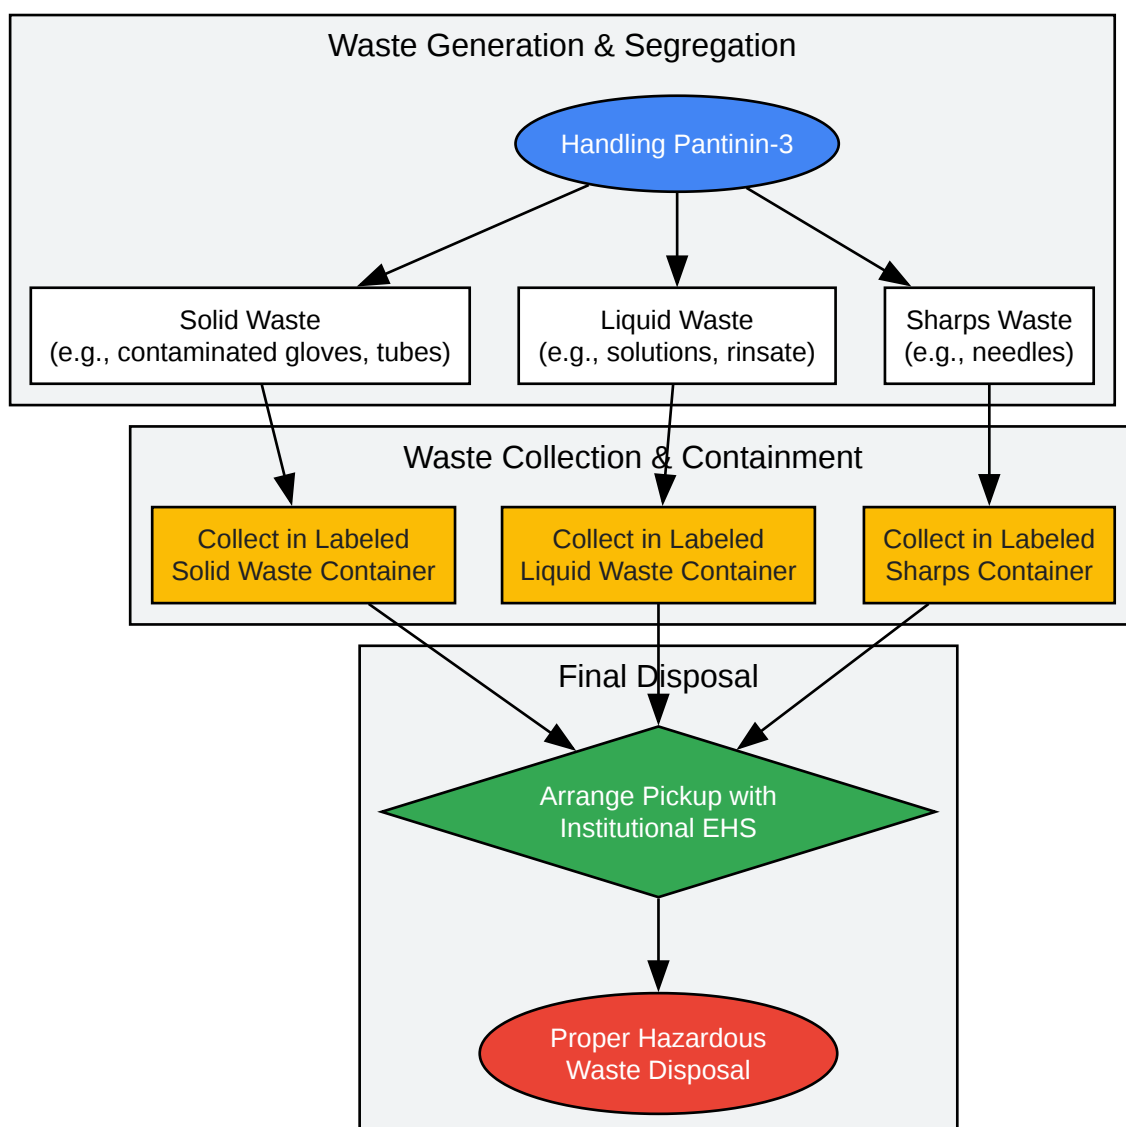 Waste Generation & Segregation
Handling Pantinin-3
Solid Waste
(e.g., contaminated gloves, tubes)
Liquid Waste
(e.g., solutions, rinsate)
Sharps Waste
(e.g., needles)
Waste Collection & Containment
Collect in Labeled
Solid Waste Container
Collect in Labeled
Liquid Waste Container
Collect in Labeled
Sharps Container
Final Disposal
Arrange Pickup with
Institutional EHS
Proper Hazardous
Waste Disposal